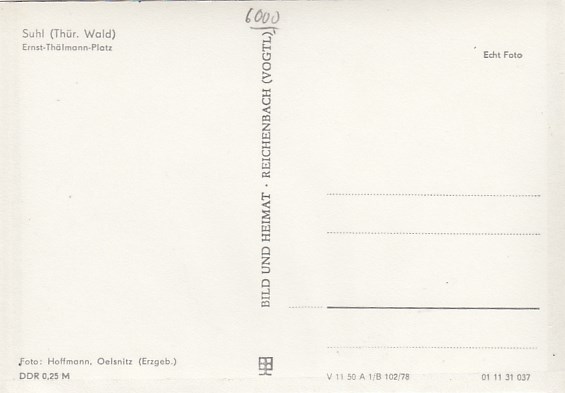 6000
Suhl (Thür. Wald)
Ernst-Thälmann-Platz
Echt Foto
BILD UND HEIMAT · REICHENBACH (VOGTL)
Foto: Hoffmann, Oelsnitz (Erzgeb.)
DDR 0,25 M
V 11 50 A 1/B 102/78
01 11 31 037